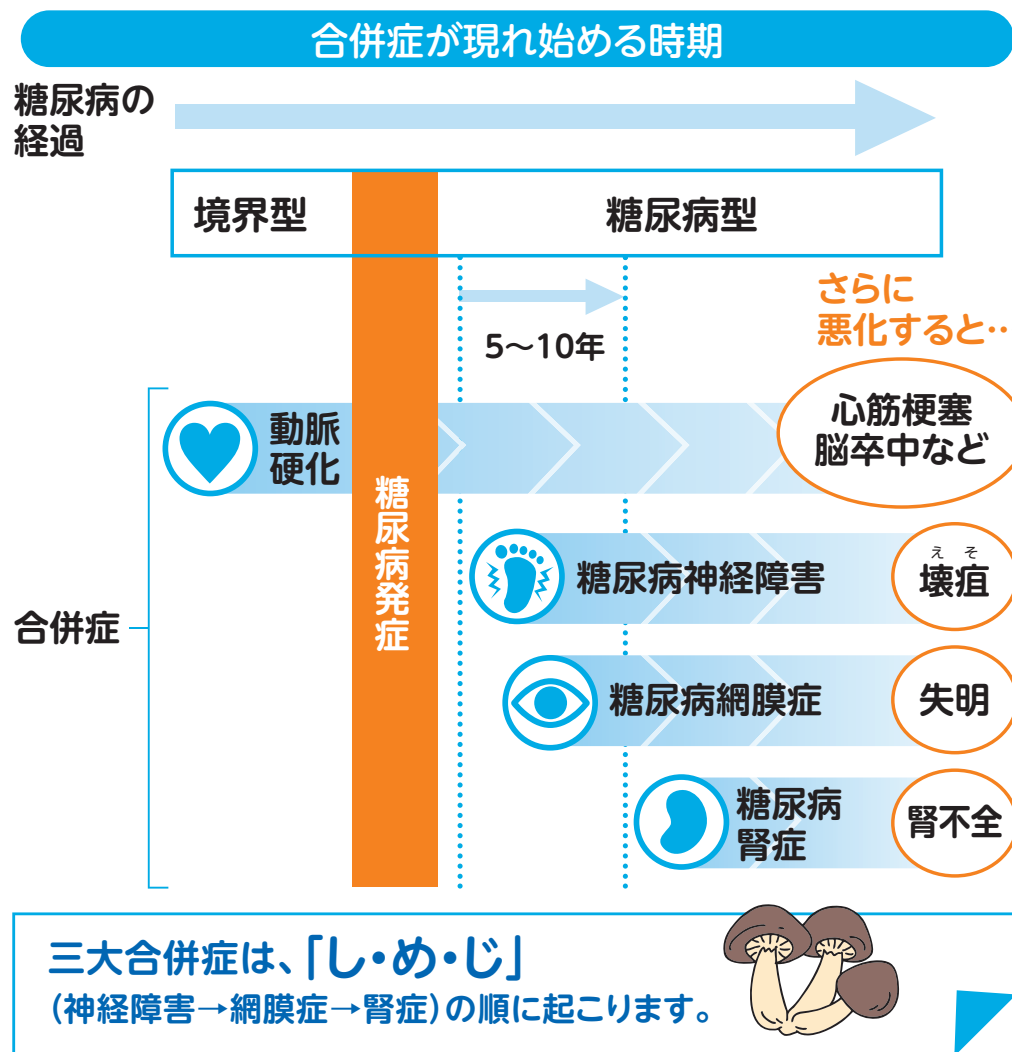 合併症が現れ始める時期
糖尿病の
経過
境界型
糖尿病型
5〜10年
さらに
悪化すると‥
合併症
糖尿病発症
動脈
硬化
心筋梗塞
脳卒中など
糖尿病神経障害
えそ
壊疽
糖尿病網膜症
失明
糖尿病
腎症
腎不全
三大合併症は、「し・め・じ」
(神経障害→網膜症→腎症)の順に起こります。